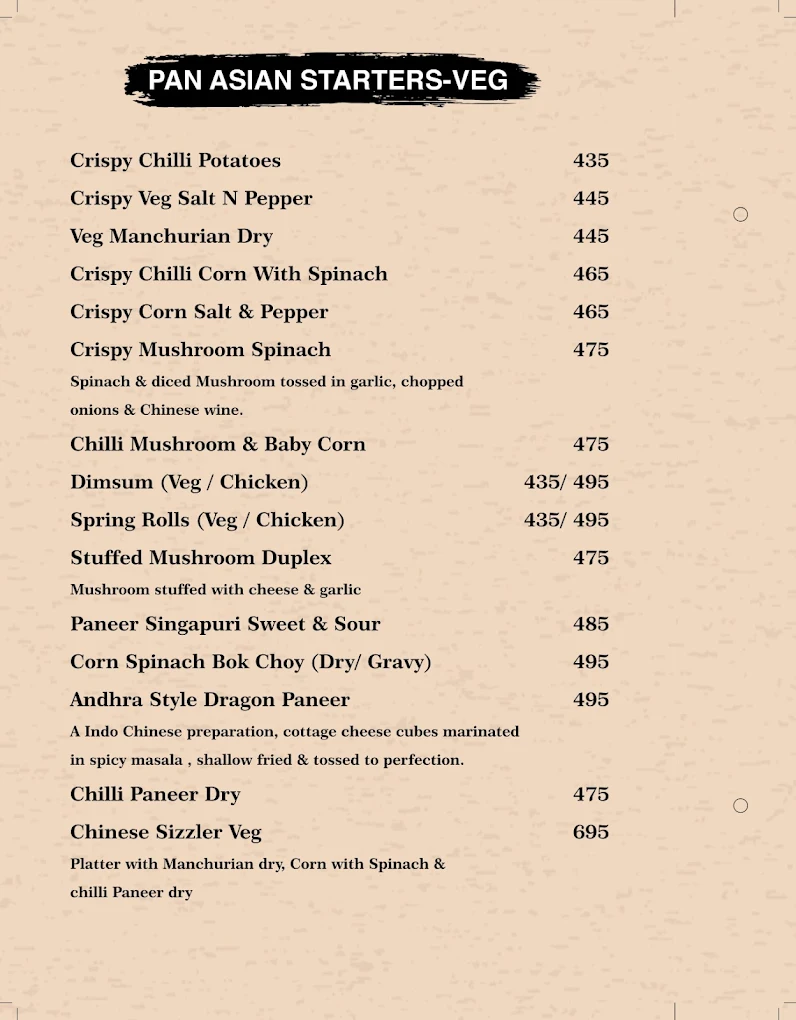 PAN ASIAN STARTERS-VEG
Crispy Chilli Potatoes 435
Crispy Veg Salt N Pepper 445
Veg Manchurian Dry 445
Crispy Chilli Corn With Spinach 465
Crispy Corn Salt & Pepper 465
Crispy Mushroom Spinach 475
Spinach & diced Mushroom tossed in garlic, chopped
onions & Chinese wine.
Chilli Mushroom & Baby Corn 475
Dimsum (Veg / Chicken) 435/ 495
Spring Rolls (Veg / Chicken) 435/ 495
Stuffed Mushroom Duplex 475
Mushroom stuffed with cheese & garlic
Paneer Singapuri Sweet & Sour 485
Corn Spinach Bok Choy (Dry/ Gravy) 495
Andhra Style Dragon Paneer 495
A Indo Chinese preparation, cottage cheese cubes marinated
in spicy masala , shallow fried & tossed to perfection.
Chilli Paneer Dry 475
Chinese Sizzler Veg 695
Platter with Manchurian dry, Corn with Spinach &
chilli Paneer dry